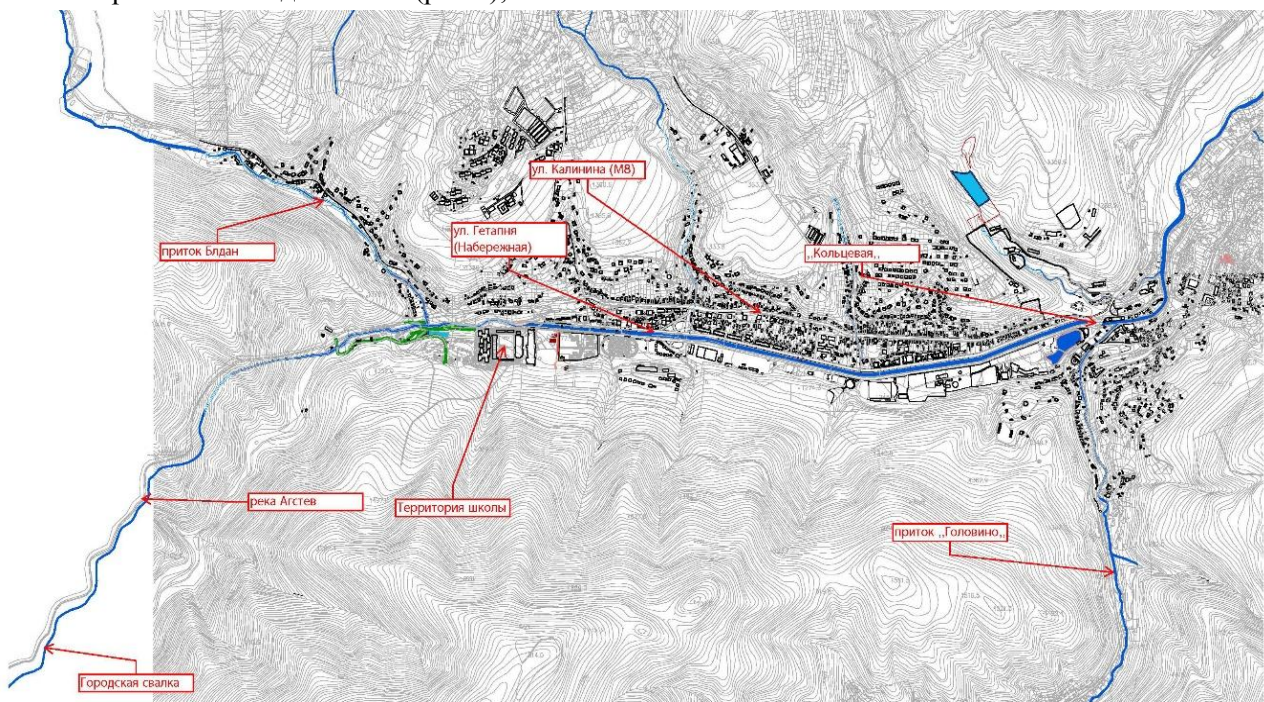 ул. Калинина (М8)
ул. Гетапня
(Набережная)
приток Блдан
,,Кольцевая,,
река Агстев
Территория школы
приток ,,Головино,,
Городская свалка